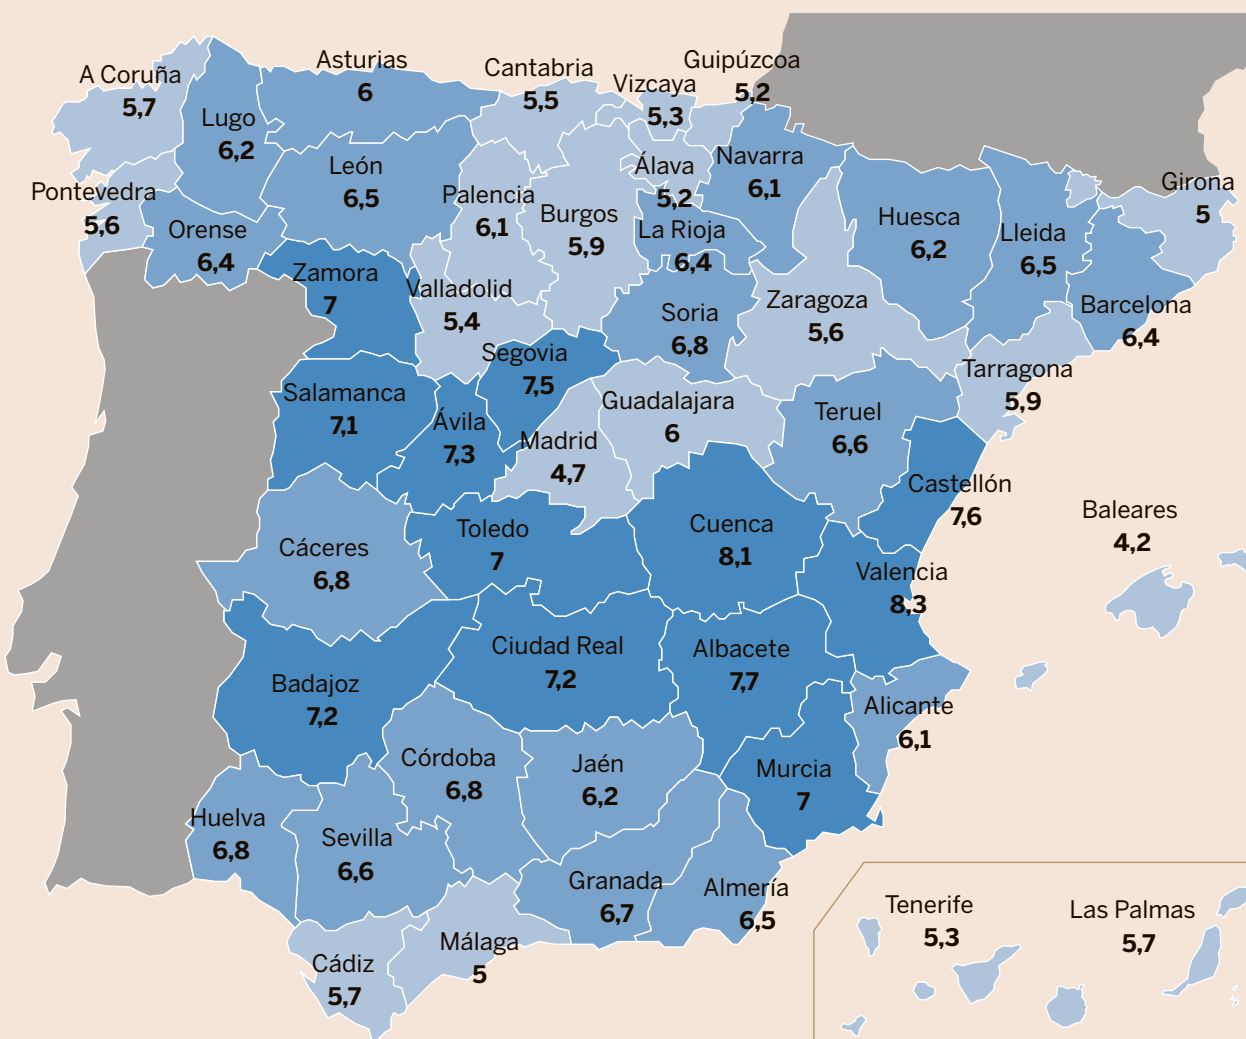 A Coruña
5,7
Lugo
6,2
Asturias
6
Cantabria
5,5
Vizcaya
5,3
Guipúzcoa
5,2
Pontevedra
5,6
Orense
6,4
León
6,5
Palencia
6,1
Burgos
5,9
Álava
5,2
La Rioja
6,4
Navarra
6,1
Huesca
6,2
Lleida
6,5
Girona
5
Barcelona
6,4
Zamora
7
Valladolid
5,4
Soria
6,8
Zaragoza
5,6
Tarragona
5,9
Salamanca
7,1
Ávila
7,3
Segovia
7,5
Madrid
4,7
Guadalajara
6
Teruel
6,6
Castellón
7,6
Baleares
4,2
Cáceres
6,8
Toledo
7
Cuenca
8,1
Valencia
8,3
Badajoz
7,2
Ciudad Real
7,2
Albacete
7,7
Alicante
6,1
Huelva
6,8
Sevilla
6,6
Córdoba
6,8
Jaén
6,2
Murcia
7
Granada
6,7
Almería
6,5
Cádiz
5,7
Málaga
5
Tenerife
5,3
Las Palmas
5,7